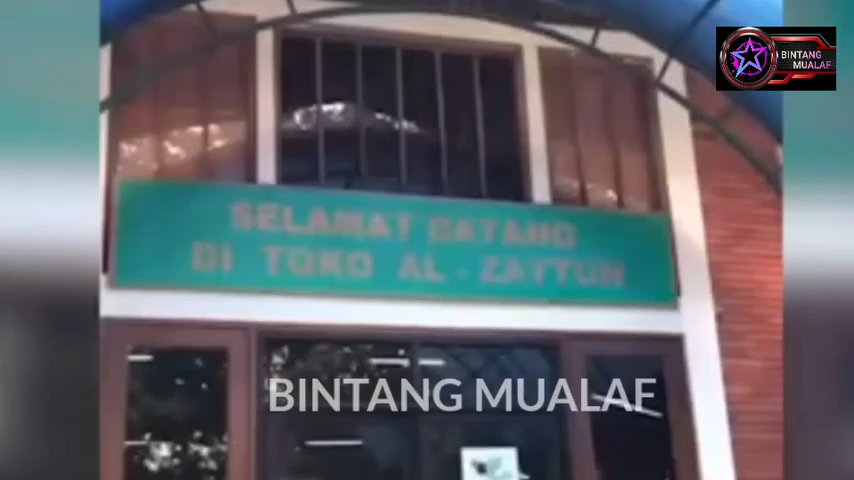 BINTANG
MUALAF
SELAMAT DATANG
DI TOKO AL-ZAYTUN
BINTANG MUALAF